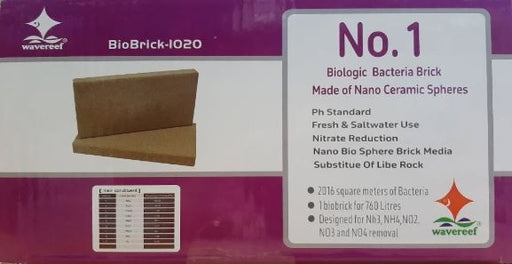 wavereef
BioBrick-1020
No.1
Biologic Bacteria Brick
Made of Nano Ceramic Spheres
Ph Standard
Fresh & Saltwater Use
Nitrate Reduction
Nano Bio Sphere Brick Media
Substitue Of Libe Rock
2016 square meters of Bacteria
1 biobrick for 760 Litres
Designed for Nh3, NH4,NO2,
NO3 and NO4 removal
wavereef